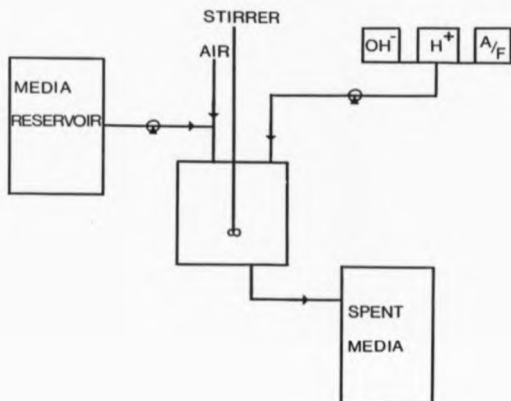 STIRRER
AIR
OH⁻ H⁺ A/F
MEDIA
RESERVOIR
SPENT
MEDIA